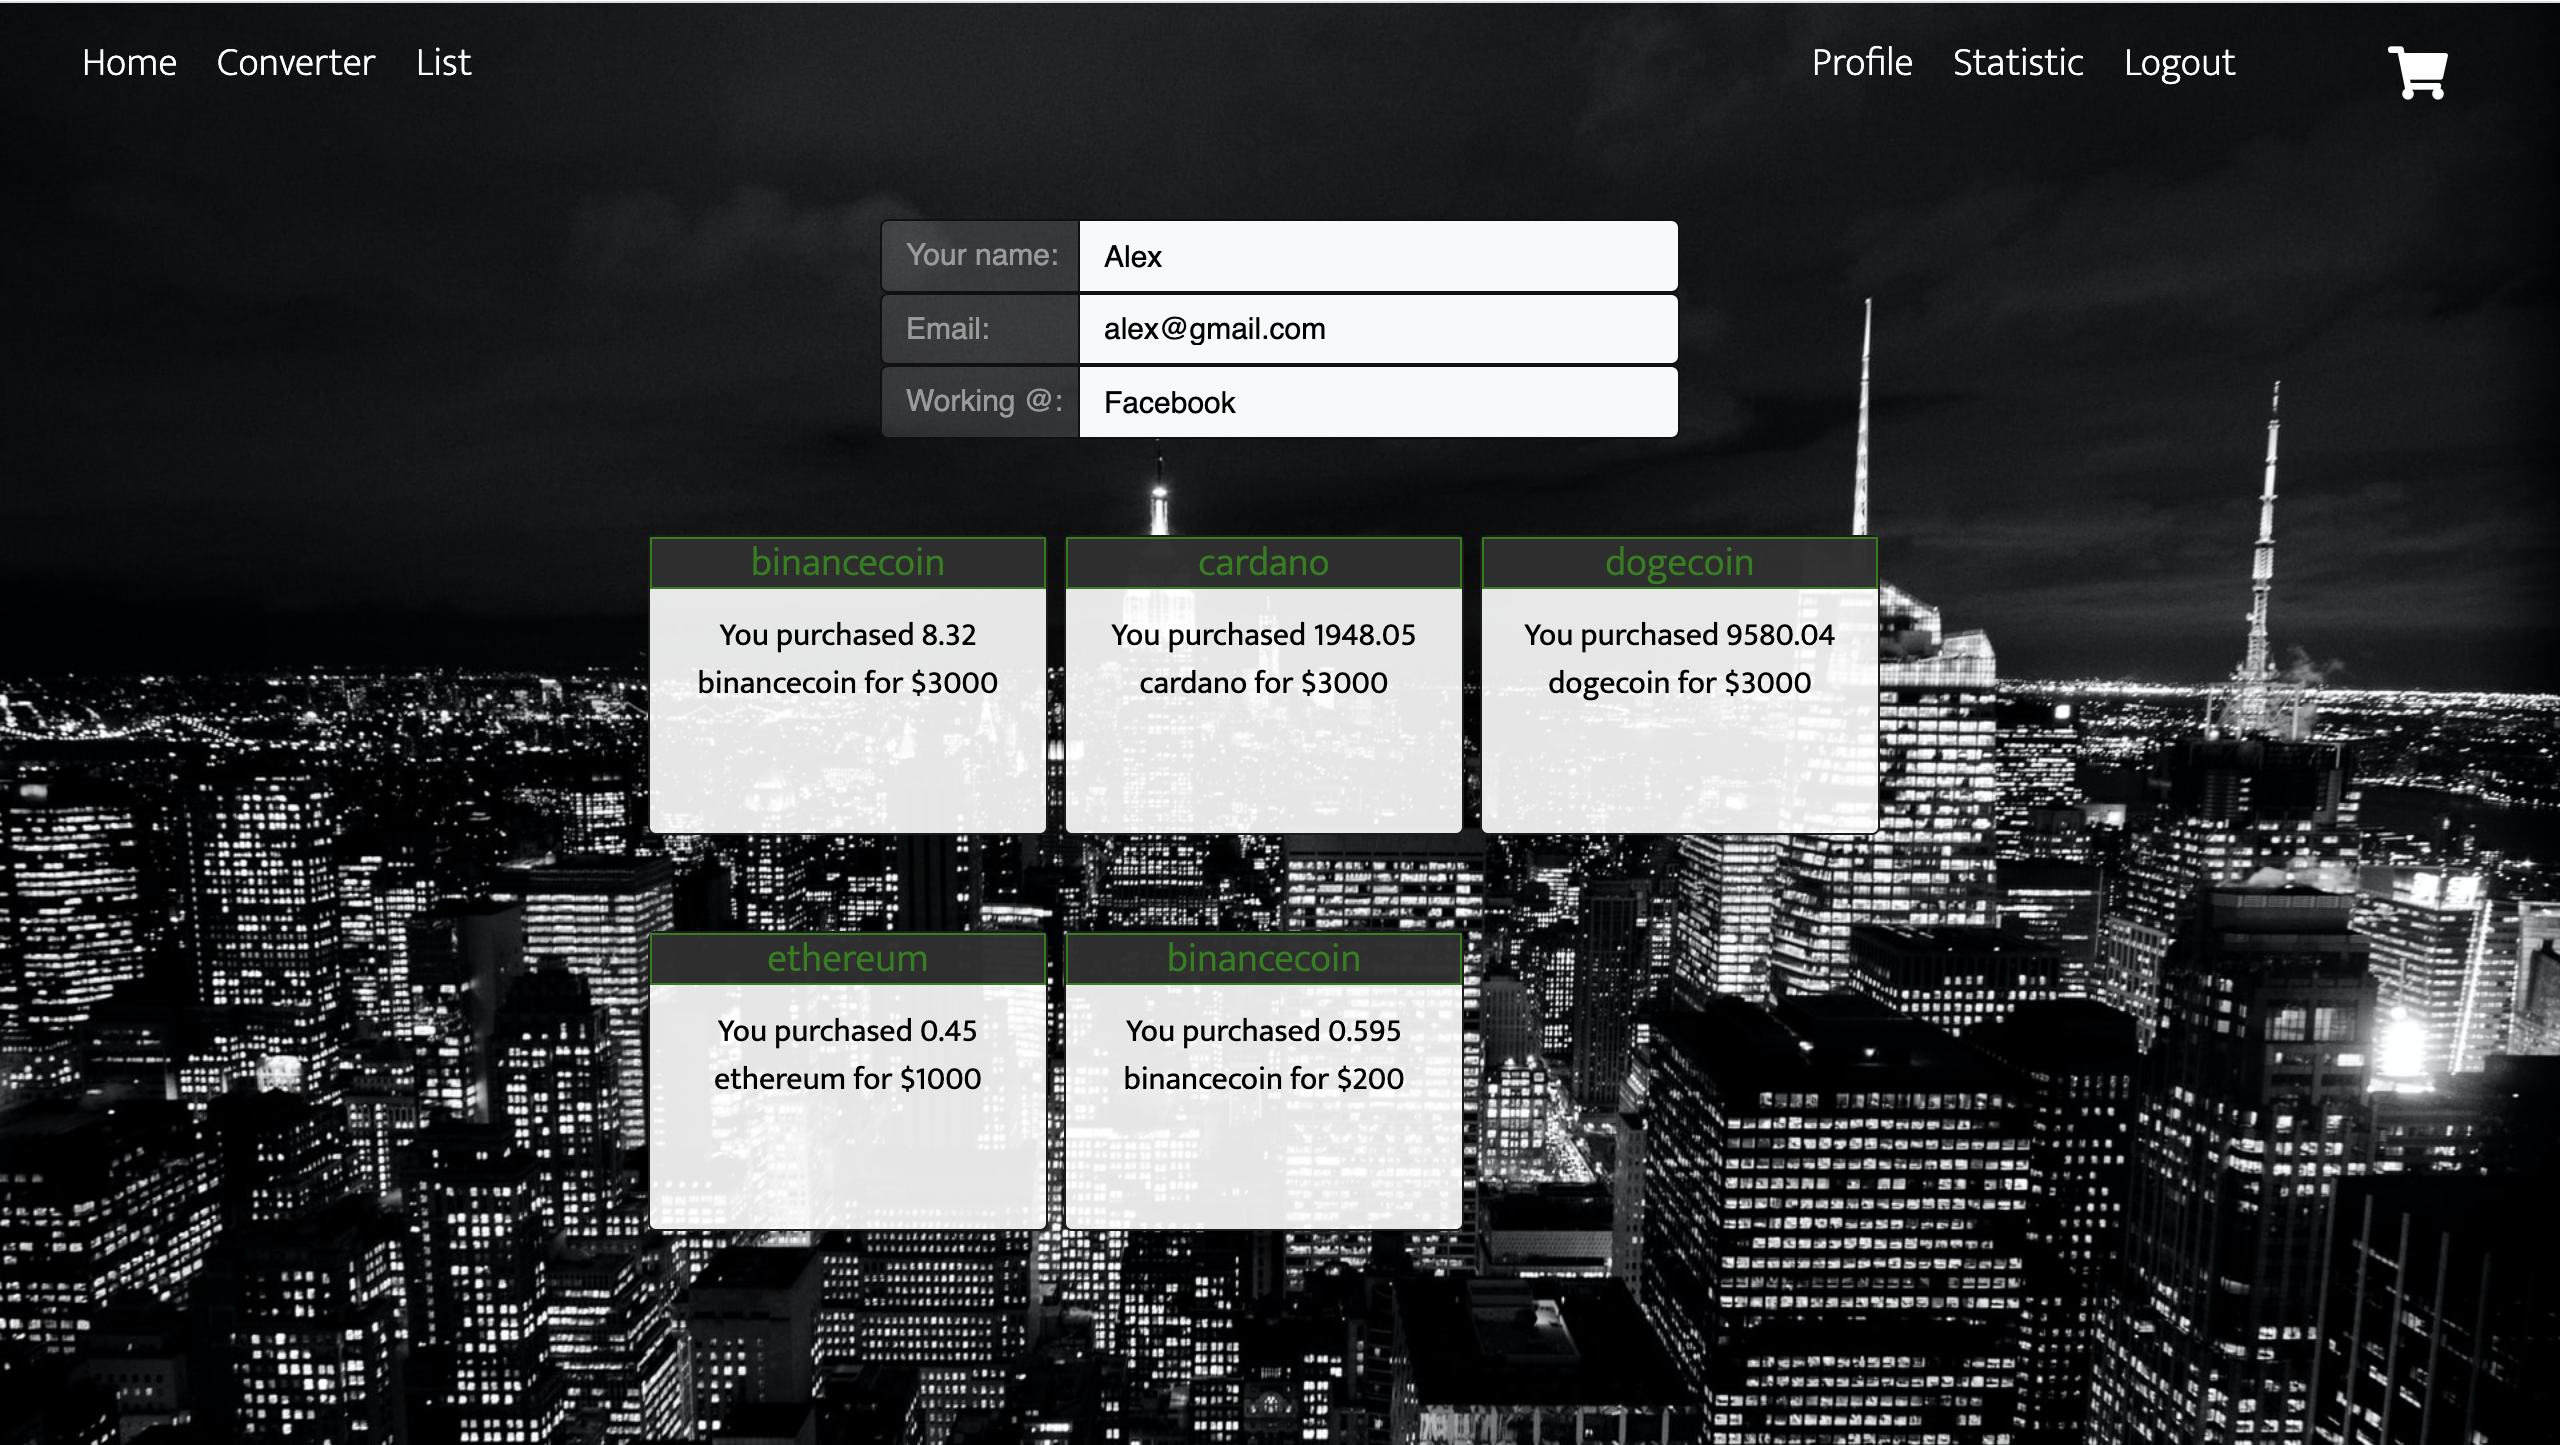 Home Converter List Profile Statistic Logout
Your name: Alex
Email: alex@gmail.com
Working @: Facebook
binancecoin
You purchased 8.32
binancecoin for $3000
cardano
You purchased 1948.05
cardano for $3000
dogecoin
You purchased 9580.04
dogecoin for $3000
ethereum
You purchased 0.45
ethereum for $1000
binancecoin
You purchased 0.595
binancecoin for $200